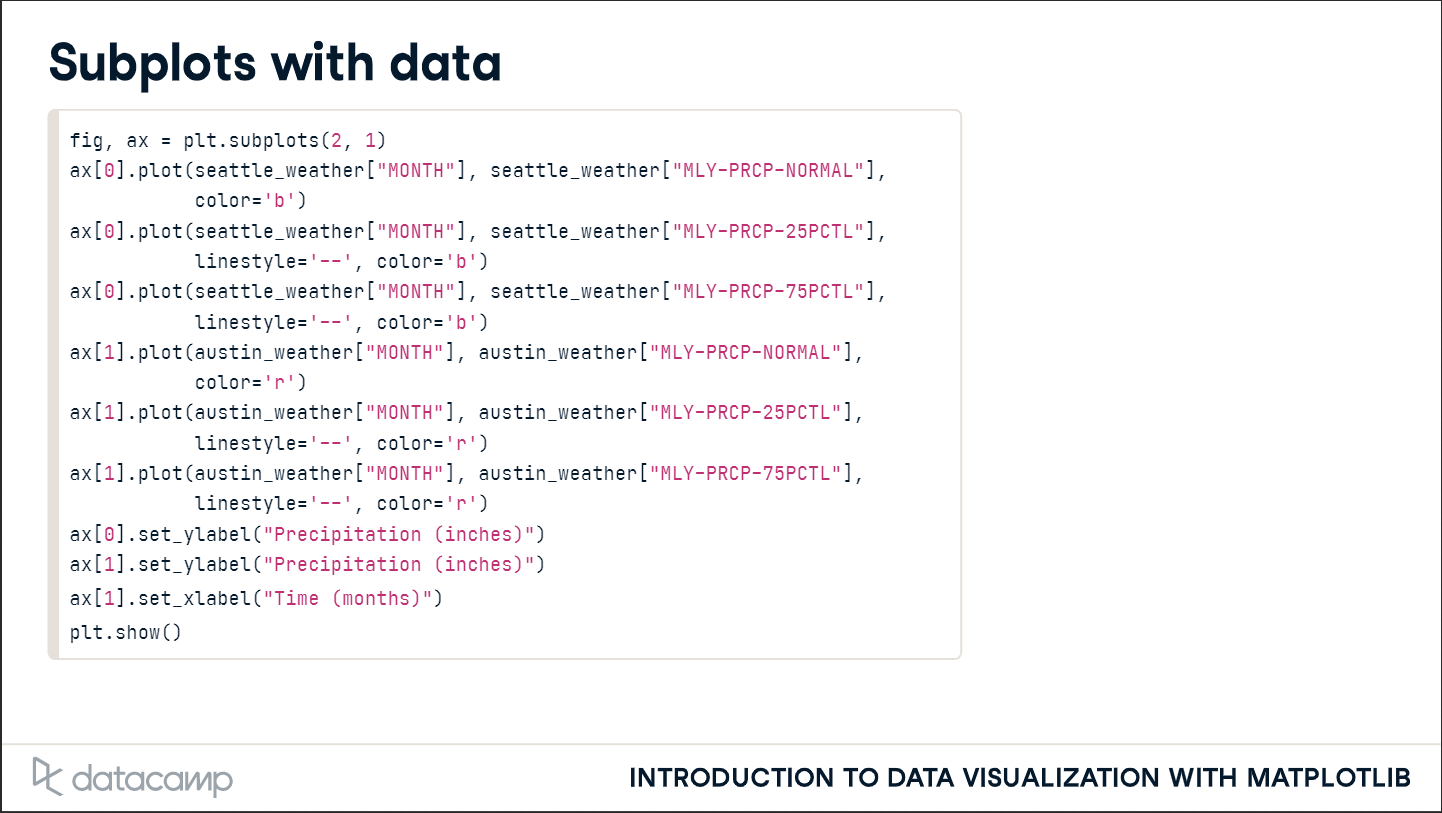 Subplots with data
fig, ax = plt.subplots(2, 1)
ax[0].plot(seattle_weather["MONTH"], seattle_weather["MLY-PRCP-NORMAL"],
           color='b')
ax[0].plot(seattle_weather["MONTH"], seattle_weather["MLY-PRCP-25PCTL"],
           linestyle='--', color='b')
ax[0].plot(seattle_weather["MONTH"], seattle_weather["MLY-PRCP-75PCTL"],
           linestyle='--', color='b')
ax[1].plot(austin_weather["MONTH"], austin_weather["MLY-PRCP-NORMAL"],
           color='r')
ax[1].plot(austin_weather["MONTH"], austin_weather["MLY-PRCP-25PCTL"],
           linestyle='--', color='r')
ax[1].plot(austin_weather["MONTH"], austin_weather["MLY-PRCP-75PCTL"],
           linestyle='--', color='r')
ax[0].set_ylabel("Precipitation (inches)")
ax[1].set_ylabel("Precipitation (inches)")
ax[1].set_xlabel("Time (months)")
plt.show()
datacamp
INTRODUCTION TO DATA VISUALIZATION WITH MATPLOTLIB